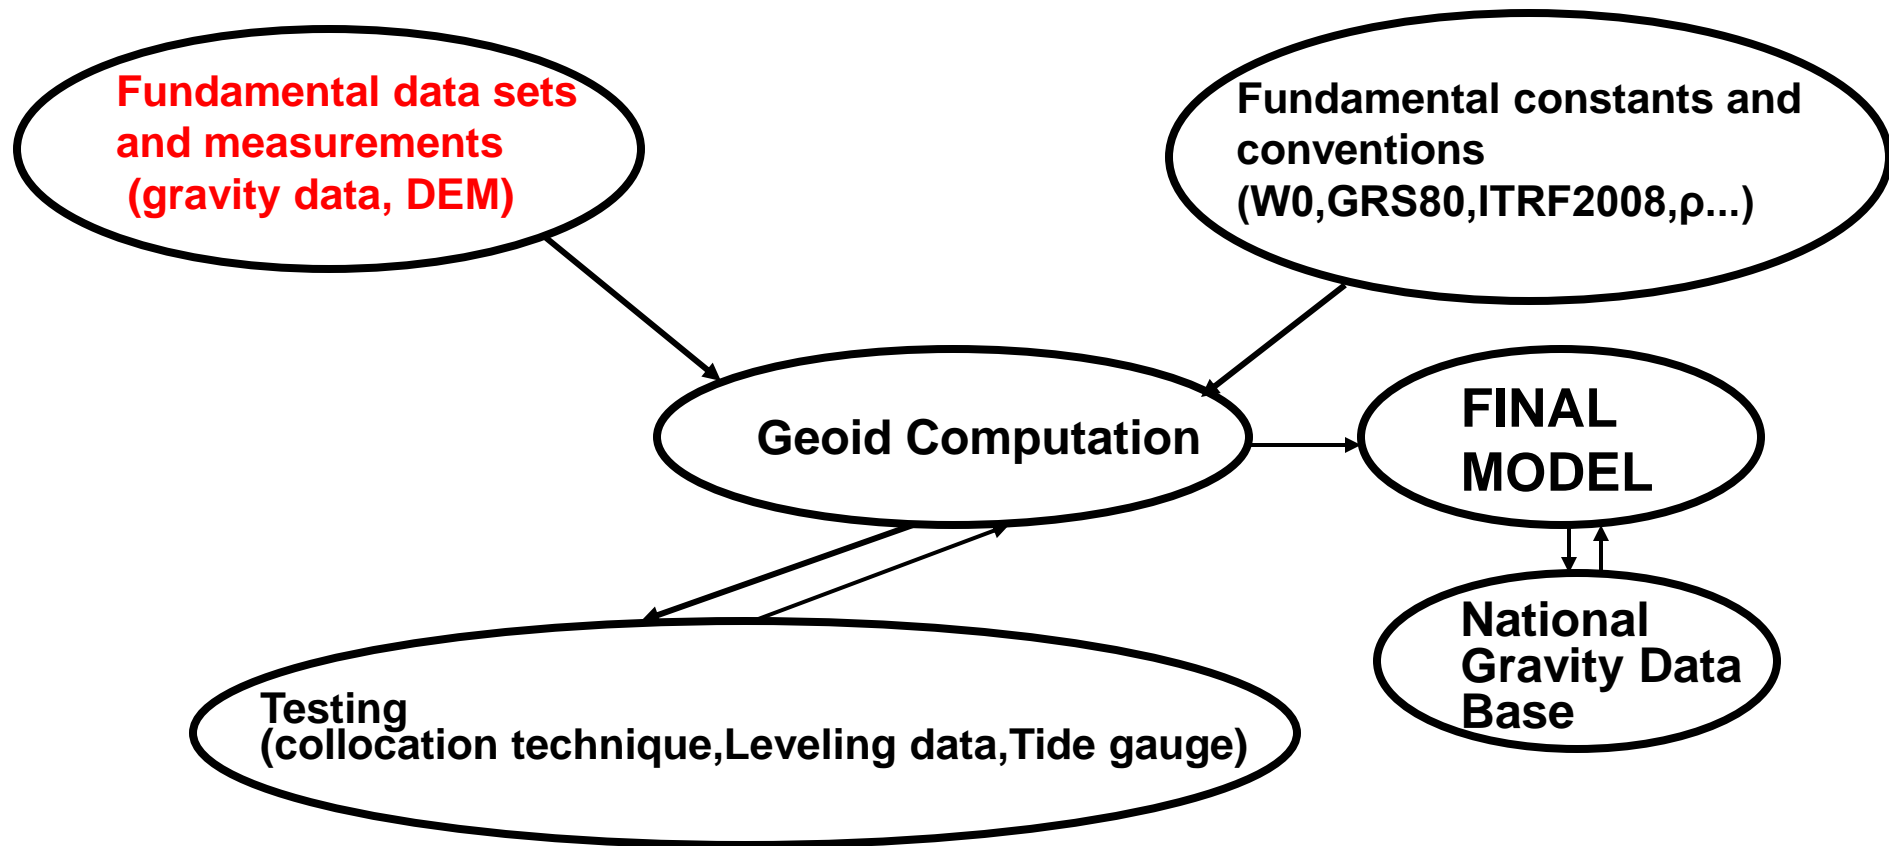 Fundamental data sets
and measurements
(gravity data, DEM)
Fundamental constants and
conventions
(W0,GRS80,ITRF2008,ρ...)
Geoid Computation
FINAL
MODEL
National
Gravity Data
Base
Testing
(collocation technique,Leveling data,Tide gauge)